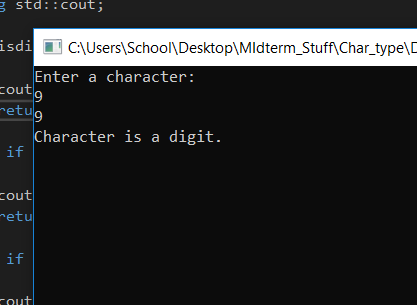 g std::cout;
isdi
C:\Users\School\Desktop\MIdterm_Stuff\Char_type\D
Enter a character:
cout
9
retu
9
Character is a digit.
if
cout
retu
if
cout